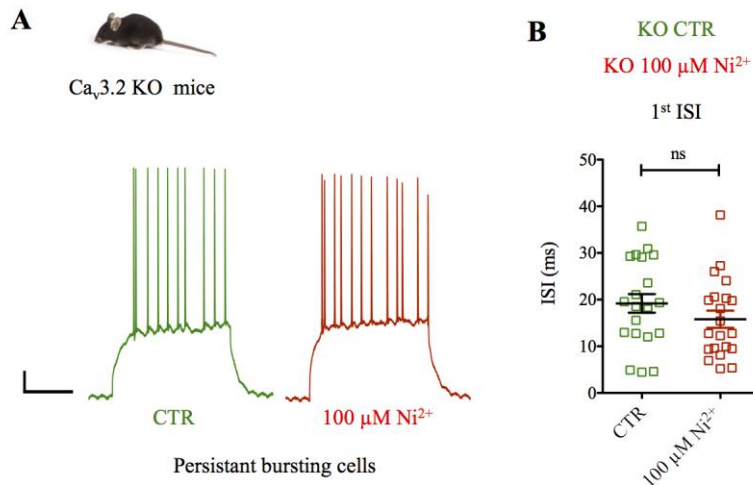 A
Caᵥ3.2 KO mice
CTR
100 μM Ni²⁺
Persistant bursting cells
B
KO CTR
KO 100 μM Ni²⁺
1ˢᵗ ISI
ns
50
40
30
20
10
0
ISI (ms)
CTR
100 μM Ni²⁺